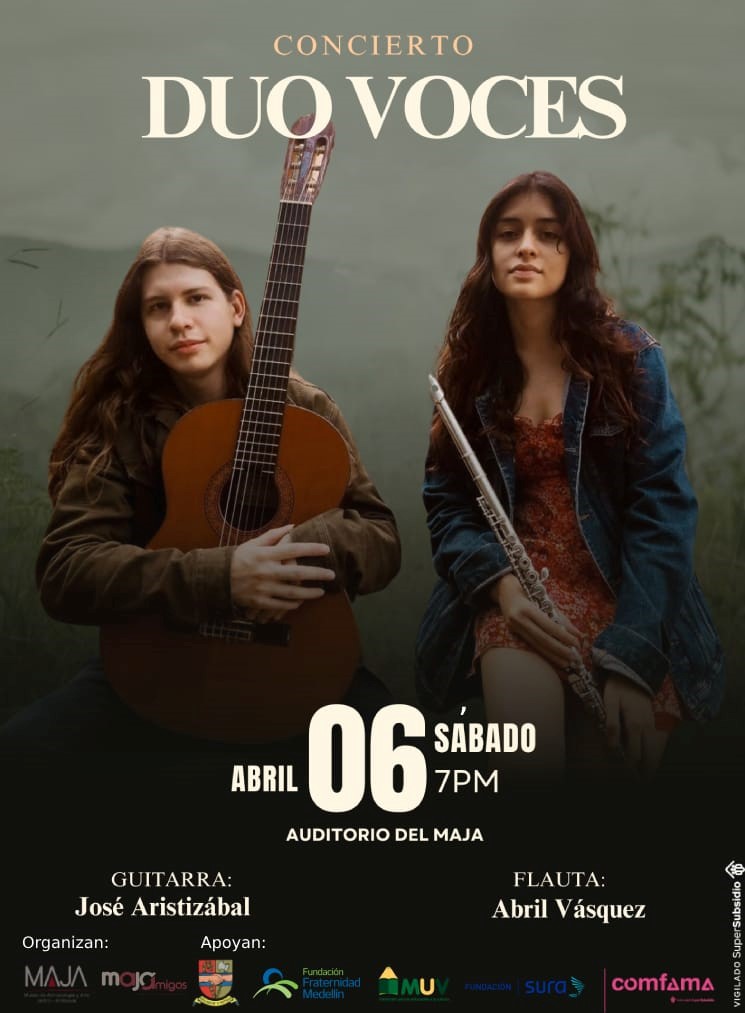 CONCIERTO
DUO VOCES
ABRIL
06
SÁBADO
7PM
AUDITORIO DEL MAJA
GUITARRA:
José Aristizábal
FLAUTA:
Abril Vásquez
Organizan:
Apoyan:
MAJA
maja amigos
Fundación
Fraternidad
Medellín
MUV
FUNDACIÓN
sura
comfama
VIGILADO SuperSubsidio